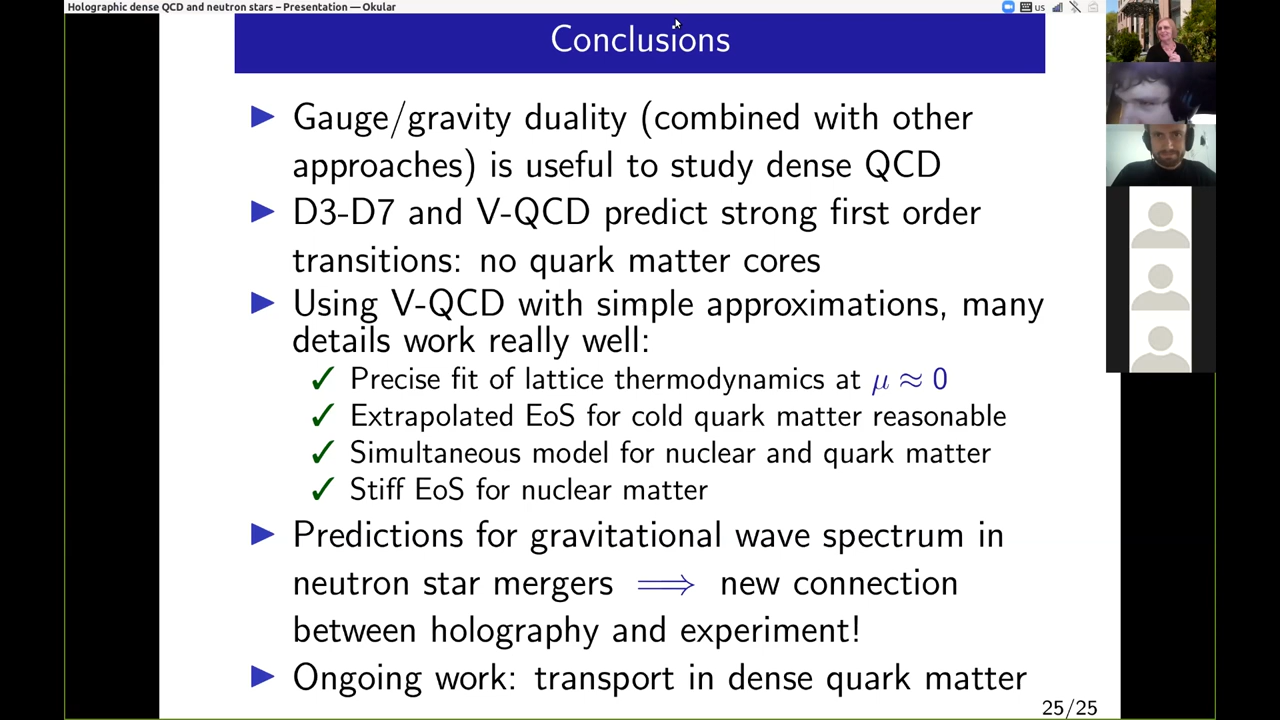 Holographic dense QCD and neutron stars – Presentation — Okular
us
Conclusions
▶ Gauge/gravity duality (combined with other
approaches) is useful to study dense QCD
▶ D3-D7 and V-QCD predict strong first order
transitions: no quark matter cores
▶ Using V-QCD with simple approximations, many
details work really well:
✓ Precise fit of lattice thermodynamics at μ ≈ 0
✓ Extrapolated EoS for cold quark matter reasonable
✓ Simultaneous model for nuclear and quark matter
✓ Stiff EoS for nuclear matter
▶ Predictions for gravitational wave spectrum in
neutron star mergers ⟹ new connection
between holography and experiment!
▶ Ongoing work: transport in dense quark matter
25/25